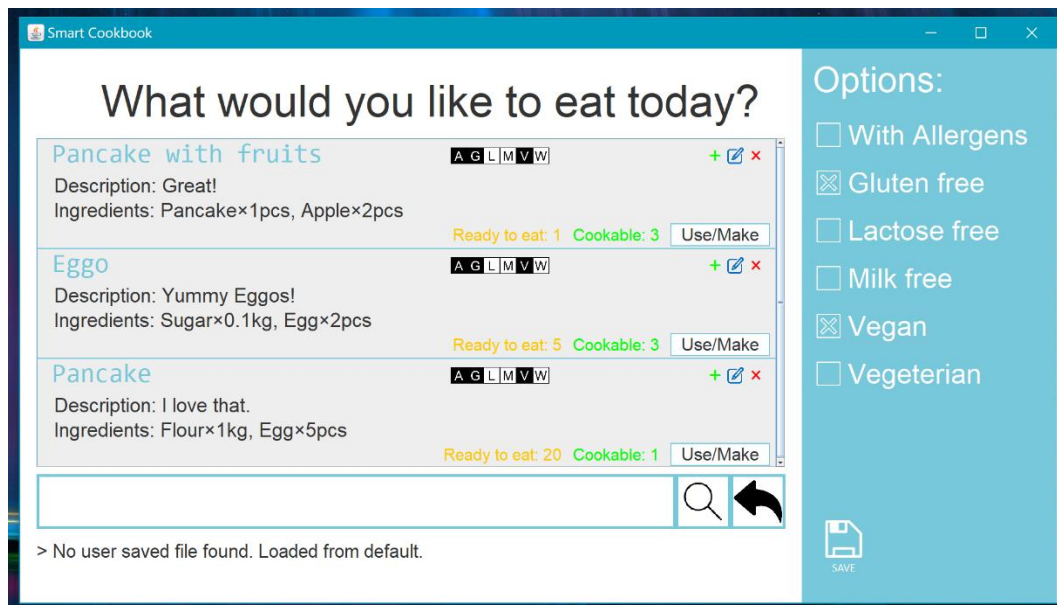 Smart Cookbook
What would you like to eat today?
Pancake with fruits A G L M V W + ×
Description: Great!
Ingredients: Pancake×1pcs, Apple×2pcs
Ready to eat: 1 Cookable: 3 Use/Make
Eggo A G L M V W + ×
Description: Yummy Eggos!
Ingredients: Sugar×0.1kg, Egg×2pcs
Ready to eat: 5 Cookable: 3 Use/Make
Pancake A G L M V W + ×
Description: I love that.
Ingredients: Flour×1kg, Egg×5pcs
Ready to eat: 20 Cookable: 1 Use/Make
> No user saved file found. Loaded from default.
Options:
With Allergens
Gluten free
Lactose free
Milk free
Vegan
Vegeterian
SAVE